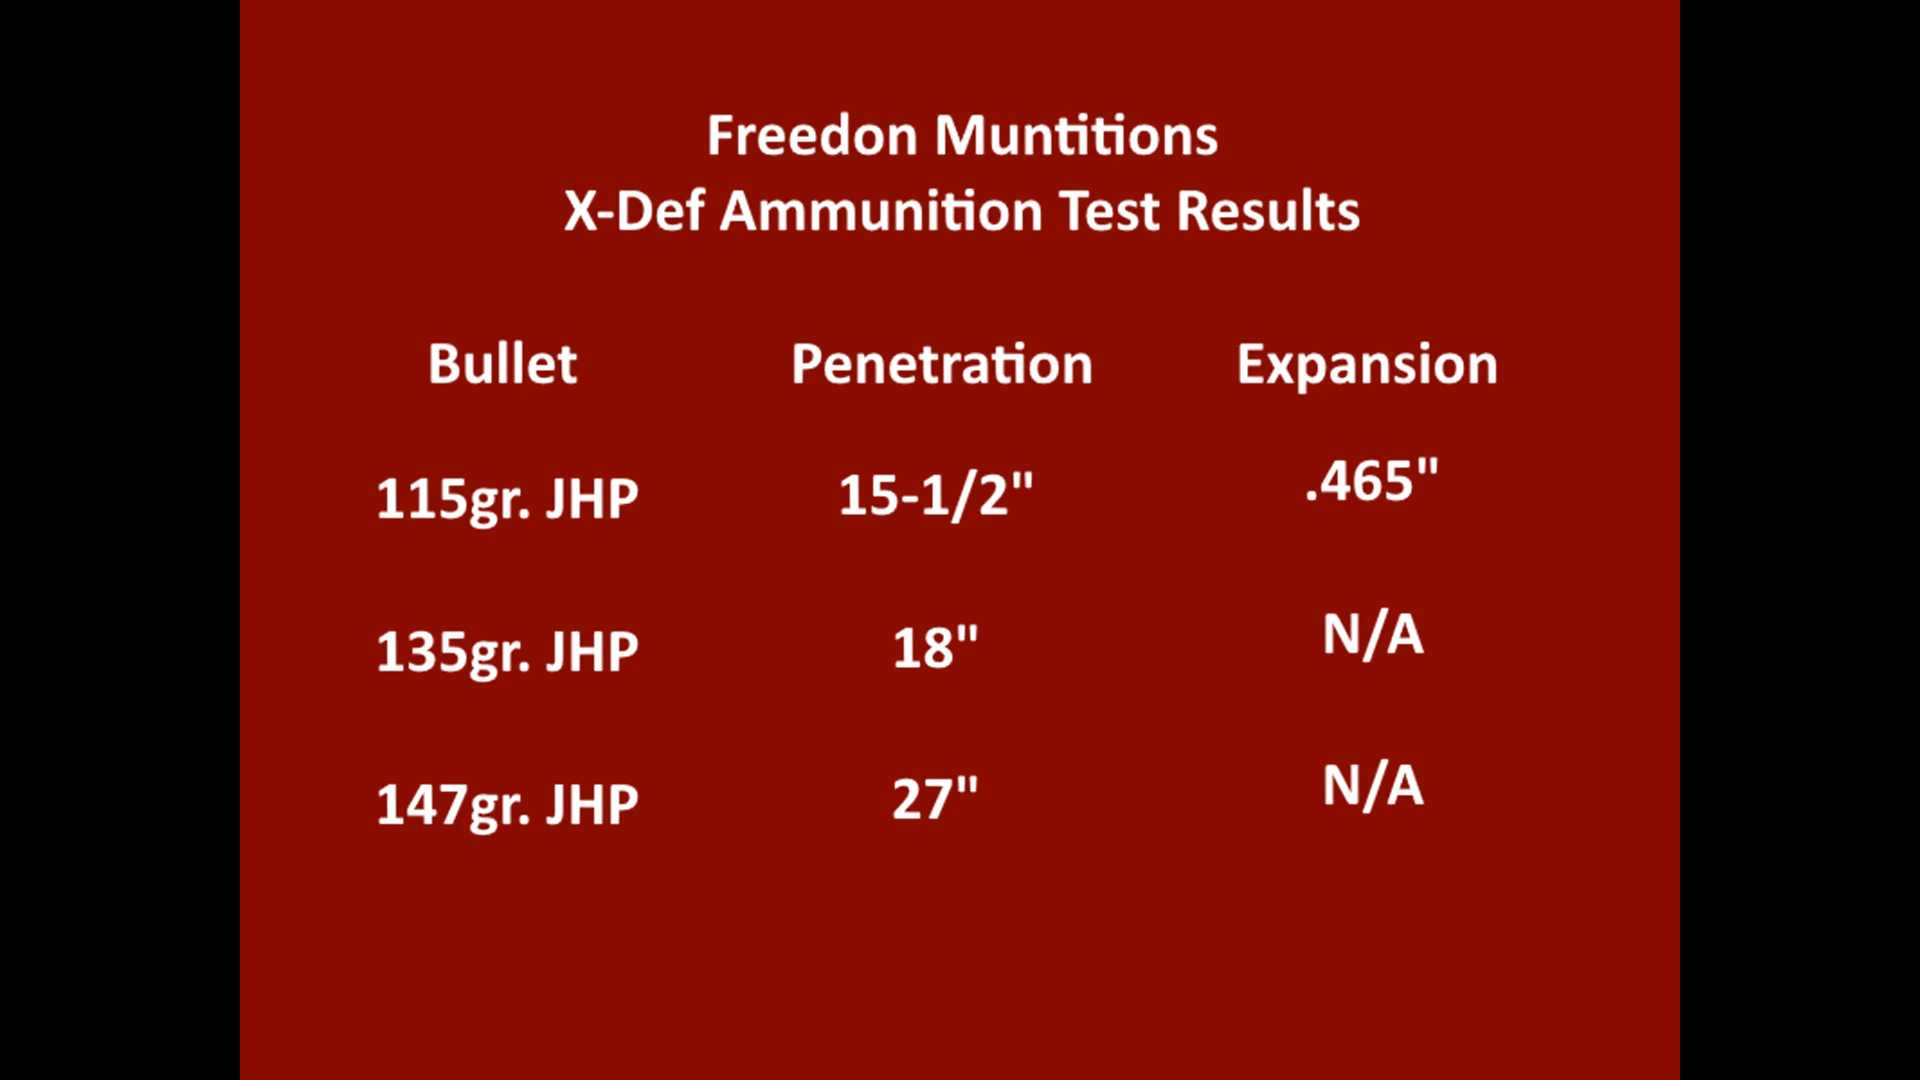 Freedon Muntitions
X-Def Ammunition Test Results
Bullet Penetration Expansion
115gr. JHP 15-1/2" .465"
135gr. JHP 18" N/A
147gr. JHP 27" N/A